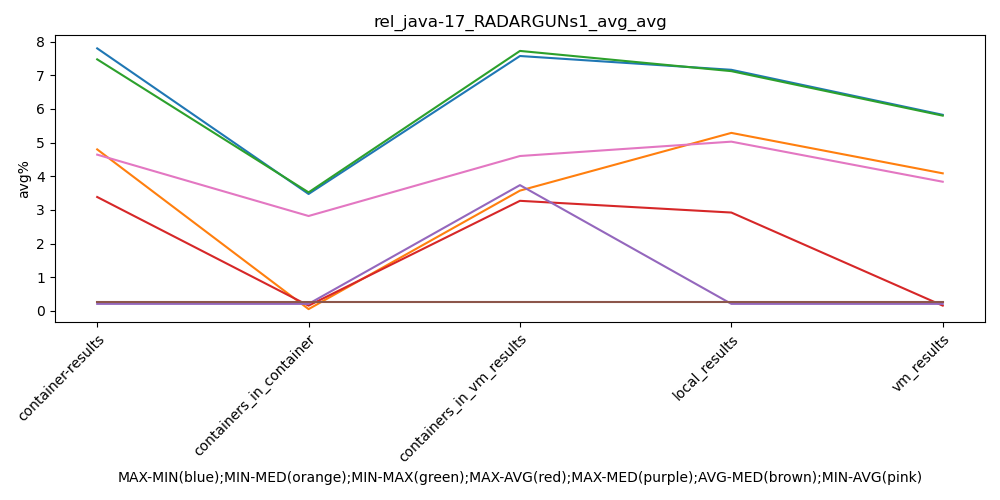 rel_java-17_RADARGUNs1_avg_avg
8
7
6
5
4
3
2
1
0
avg%
container-results
containers_in_container
containers_in_vm_results
local_results
vm_results
MAX-MIN(blue);MIN-MED(orange);MIN-MAX(green);MAX-AVG(red);MAX-MED(purple);AVG-MED(brown);MIN-AVG(pink)